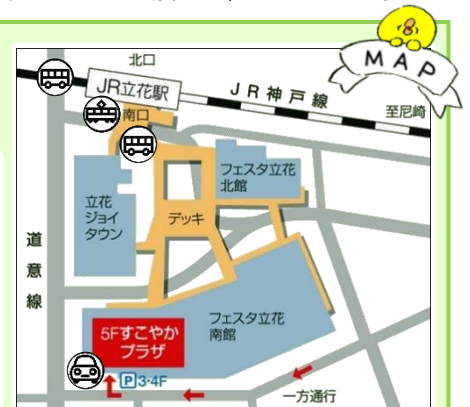 MAP
北口
JR立花駅
JR神戸線
至尼崎
南口
フェスタ立花
北館
立花
ジョイ
タウン
デッキ
道意線
フェスタ立花
南館
5Fすこやか
プラザ
P3・4F
一方通行